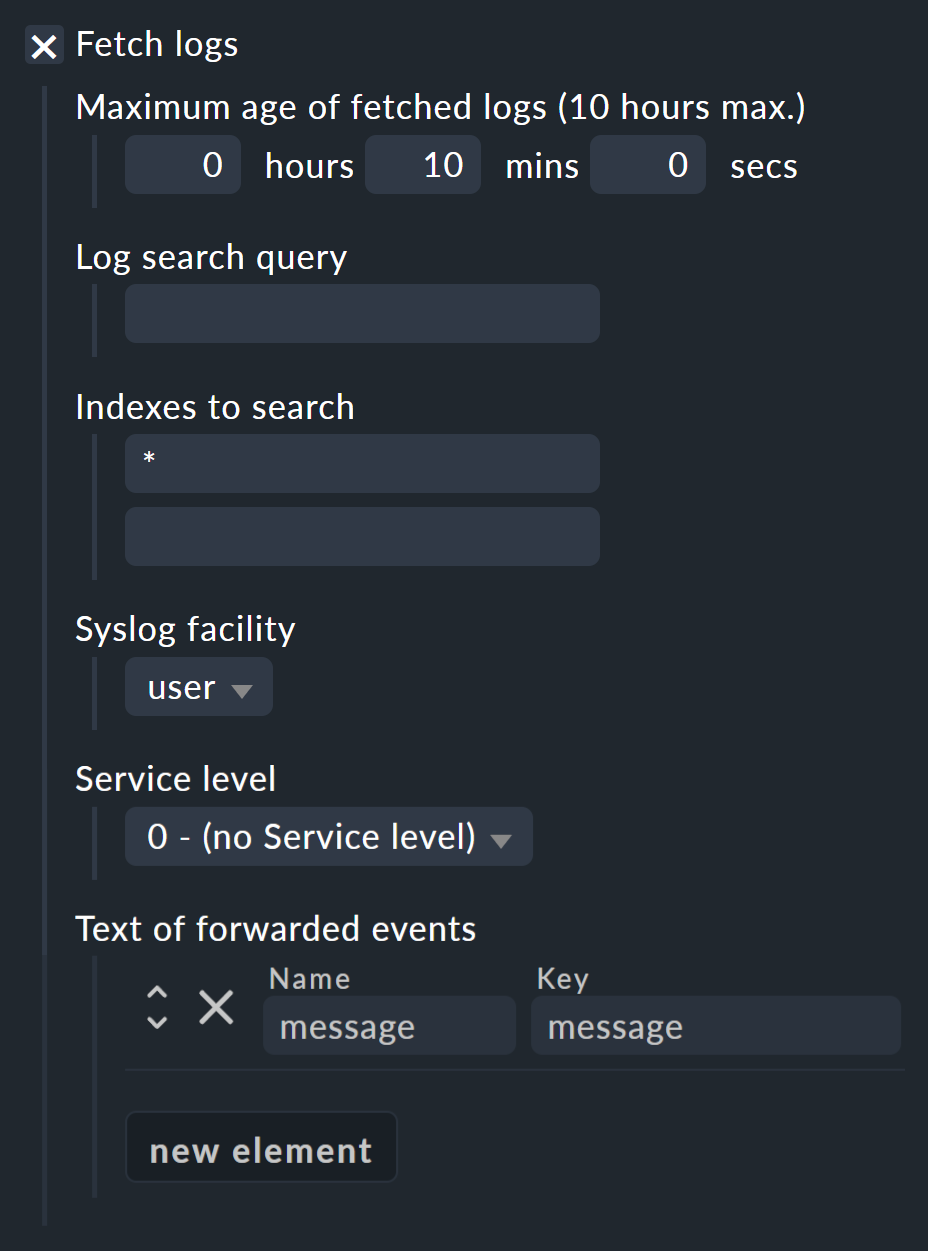 Fetch logs
Maximum age of fetched logs (10 hours max.)
0 hours 10 mins 0 secs
Log search query
Indexes to search
*
Syslog facility
user
Service level
0 - (no Service level)
Text of forwarded events
Name Key
message message
new element